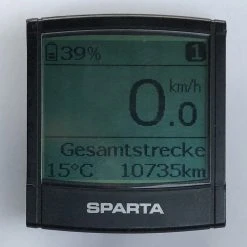 39% 1
km/h
0.0
Gesamtstrecke
15°C 10735km
SPARTA